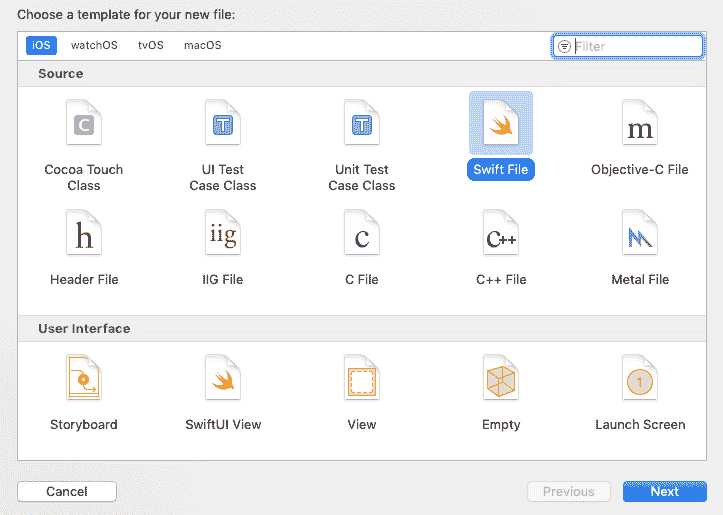 Choose a template for your new file:
iOS watchOS tvOS macOS Filter
Source
C T T m
Cocoa Touch Class UI Test Case Class Unit Test Case Class Swift File Objective-C File
h iig c C++
Header File IIG File C File C++ File Metal File
User Interface
1
Storyboard SwiftUI View View Empty Launch Screen
Cancel Previous Next